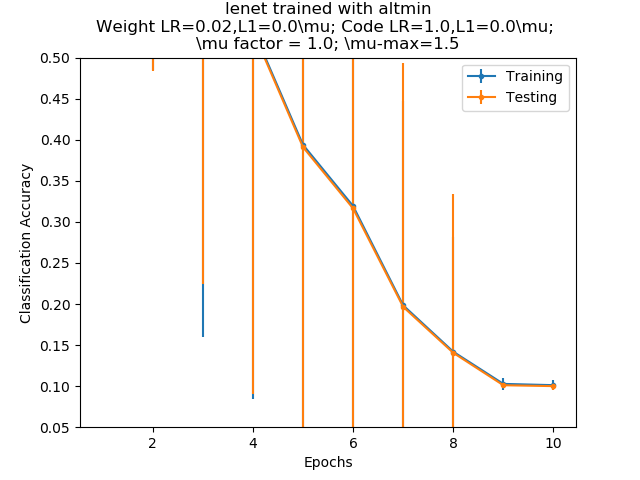 lenet trained with altmin
Weight LR=0.02,L1=0.0\mu; Code LR=1.0,L1=0.0\mu;
\mu factor = 1.0; \mu-max=1.5
0.50
0.45
0.40
0.35
0.30
0.25
0.20
0.15
0.10
0.05
Classification Accuracy
Training
Testing
2
4
6
8
10
Epochs